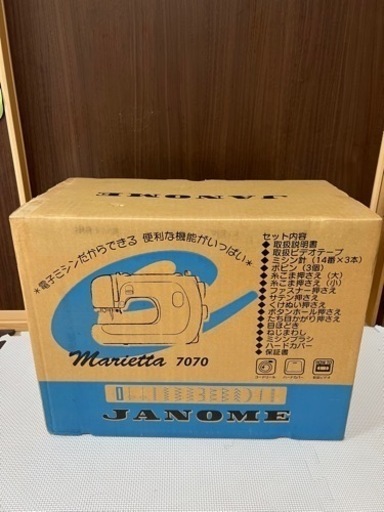 JANOME
*電子ミシンだからできる 便利な機能がいっぱい*
セット内容
◆取扱説明書
◆取扱ビデオテープ
◆ミシン針(14番×3本)
◆ボビン(3個)
◆糸こま押さえ(大)
◆糸こま押さえ(小)
◆ファスナー押さえ
◆サテン押さえ
◆くけぬい押さえ
◆ボタンホール押さえ
◆たち目かがり押さえ
◆目ほどき
◆ねじまわし
◆ミシンブラシ
◆ハードカバー
◆保証書
Marietta 7070
JANOME